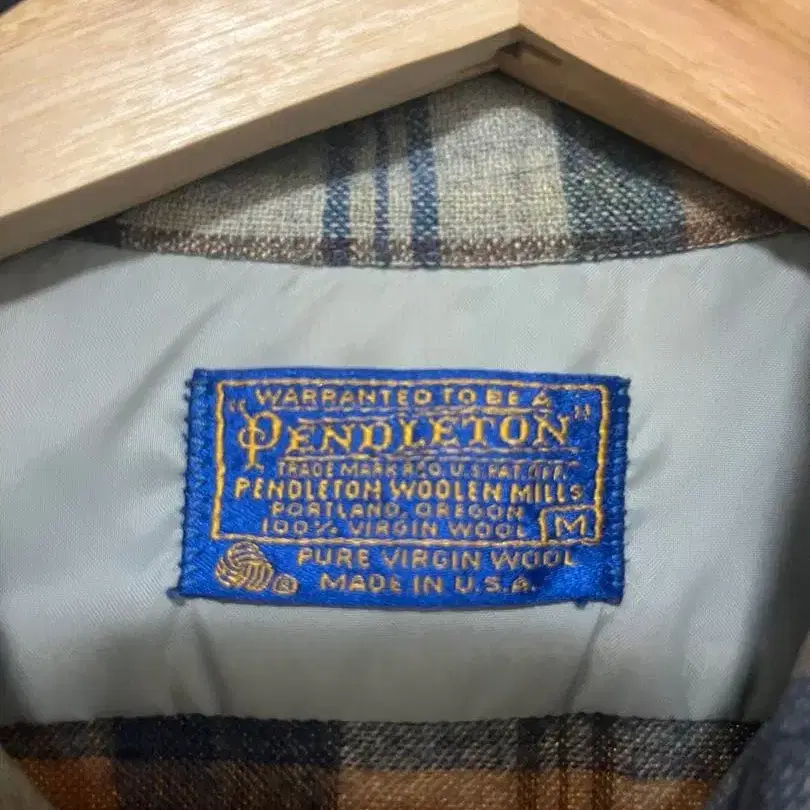 WARRANTED TO BE A
"PENDLETON"
TRADE MARK REG. U.S. PAT. OFF.
PENDLETON WOOLEN MILLS
PORTLAND, OREGON
100% VIRGIN WOOL M
PURE VIRGIN WOOL
® MADE IN U.S.A.